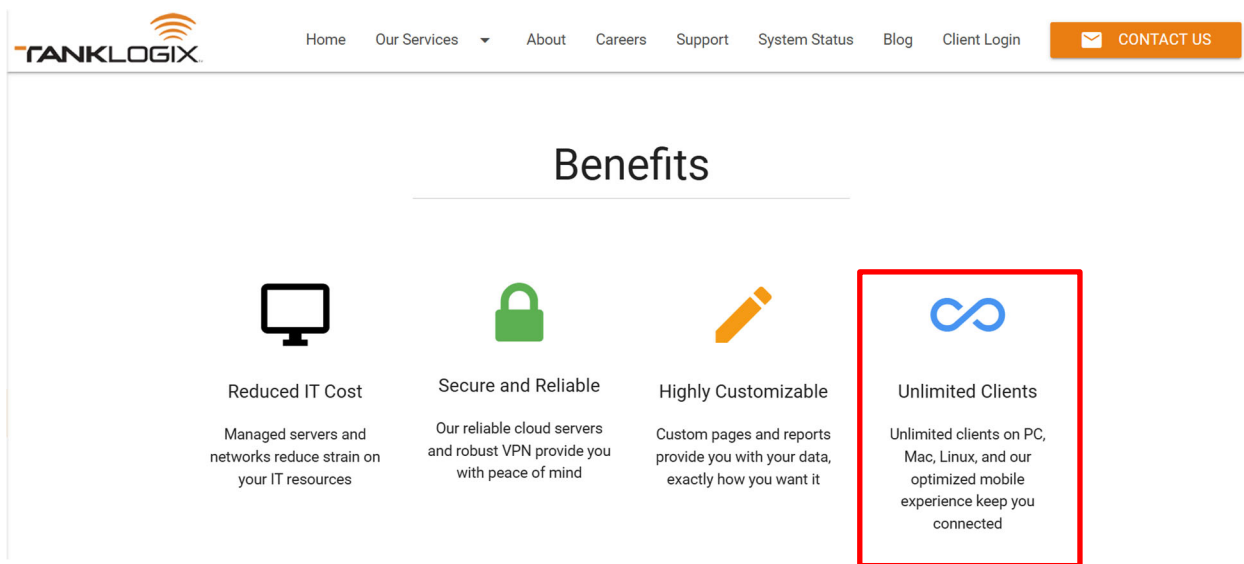 TANKLOGIX
Home Our Services About Careers Support System Status Blog Client Login CONTACT US
Benefits
Reduced IT Cost
Managed servers and
networks reduce strain on
your IT resources
Secure and Reliable
Our reliable cloud servers
and robust VPN provide you
with peace of mind
Highly Customizable
Custom pages and reports
provide you with your data,
exactly how you want it
Unlimited Clients
Unlimited clients on PC,
Mac, Linux, and our
optimized mobile
experience keep you
connected